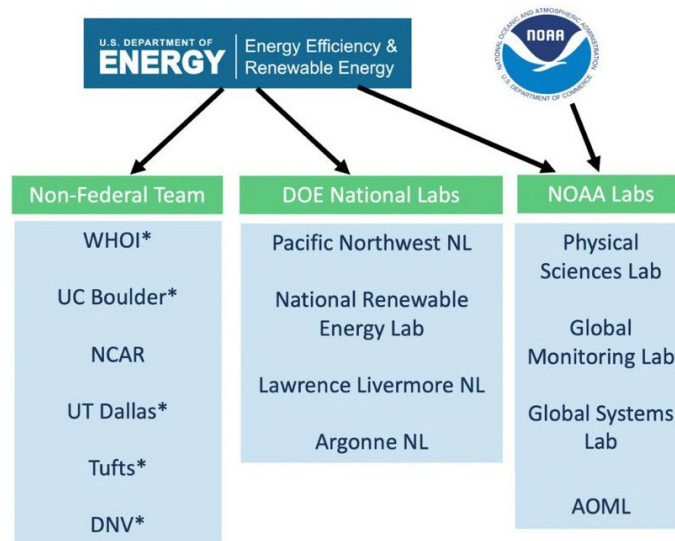 U.S. DEPARTMENT OF
ENERGY
Energy Efficiency &
Renewable Energy
NATIONAL OCEANIC AND ATMOSPHERIC ADMINISTRATION
NOAA
U.S. DEPARTMENT OF COMMERCE
Non-Federal Team
WHOI*
UC Boulder*
NCAR
UT Dallas*
Tufts*
DNV*
DOE National Labs
Pacific Northwest NL
National Renewable
Energy Lab
Lawrence Livermore NL
Argonne NL
NOAA Labs
Physical
Sciences Lab
Global
Monitoring Lab
Global Systems
Lab
AOML